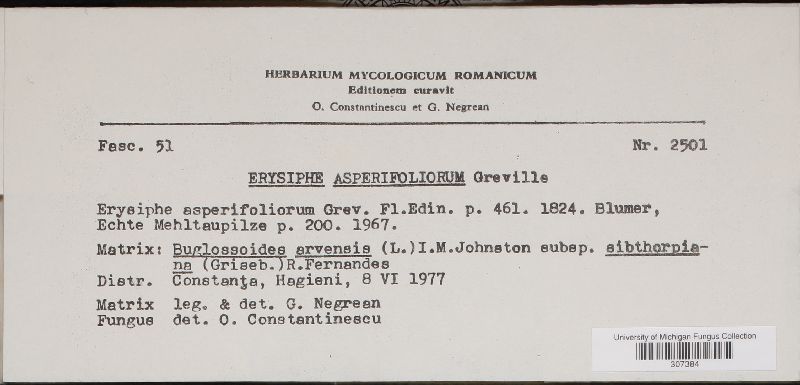 HERBARIUM MYCOLOGICUM ROMANICUM
Editionem curavit
O. Constantinescu et G. Negrean
Fasc. 51 Nr. 2501
ERYSIPHE ASPERIFOLIORUM Greville
Erysiphe asperifoliorum Grev. Fl.Edin. p. 461. 1824. Blumer,
Echte Mehltaupilze p. 200. 1967.
Matrix: Buglossoides arvensis (L.)I.M.Johnston subsp. sibthorpia-
na (Griseb.)R.Fernandes
Distr. Constanţa, Hagieni, 8 VI 1977
Matrix leg. & det. G. Negrean
Fungus det. O. Constantinescu
University of Michigan Fungus Collection
307384